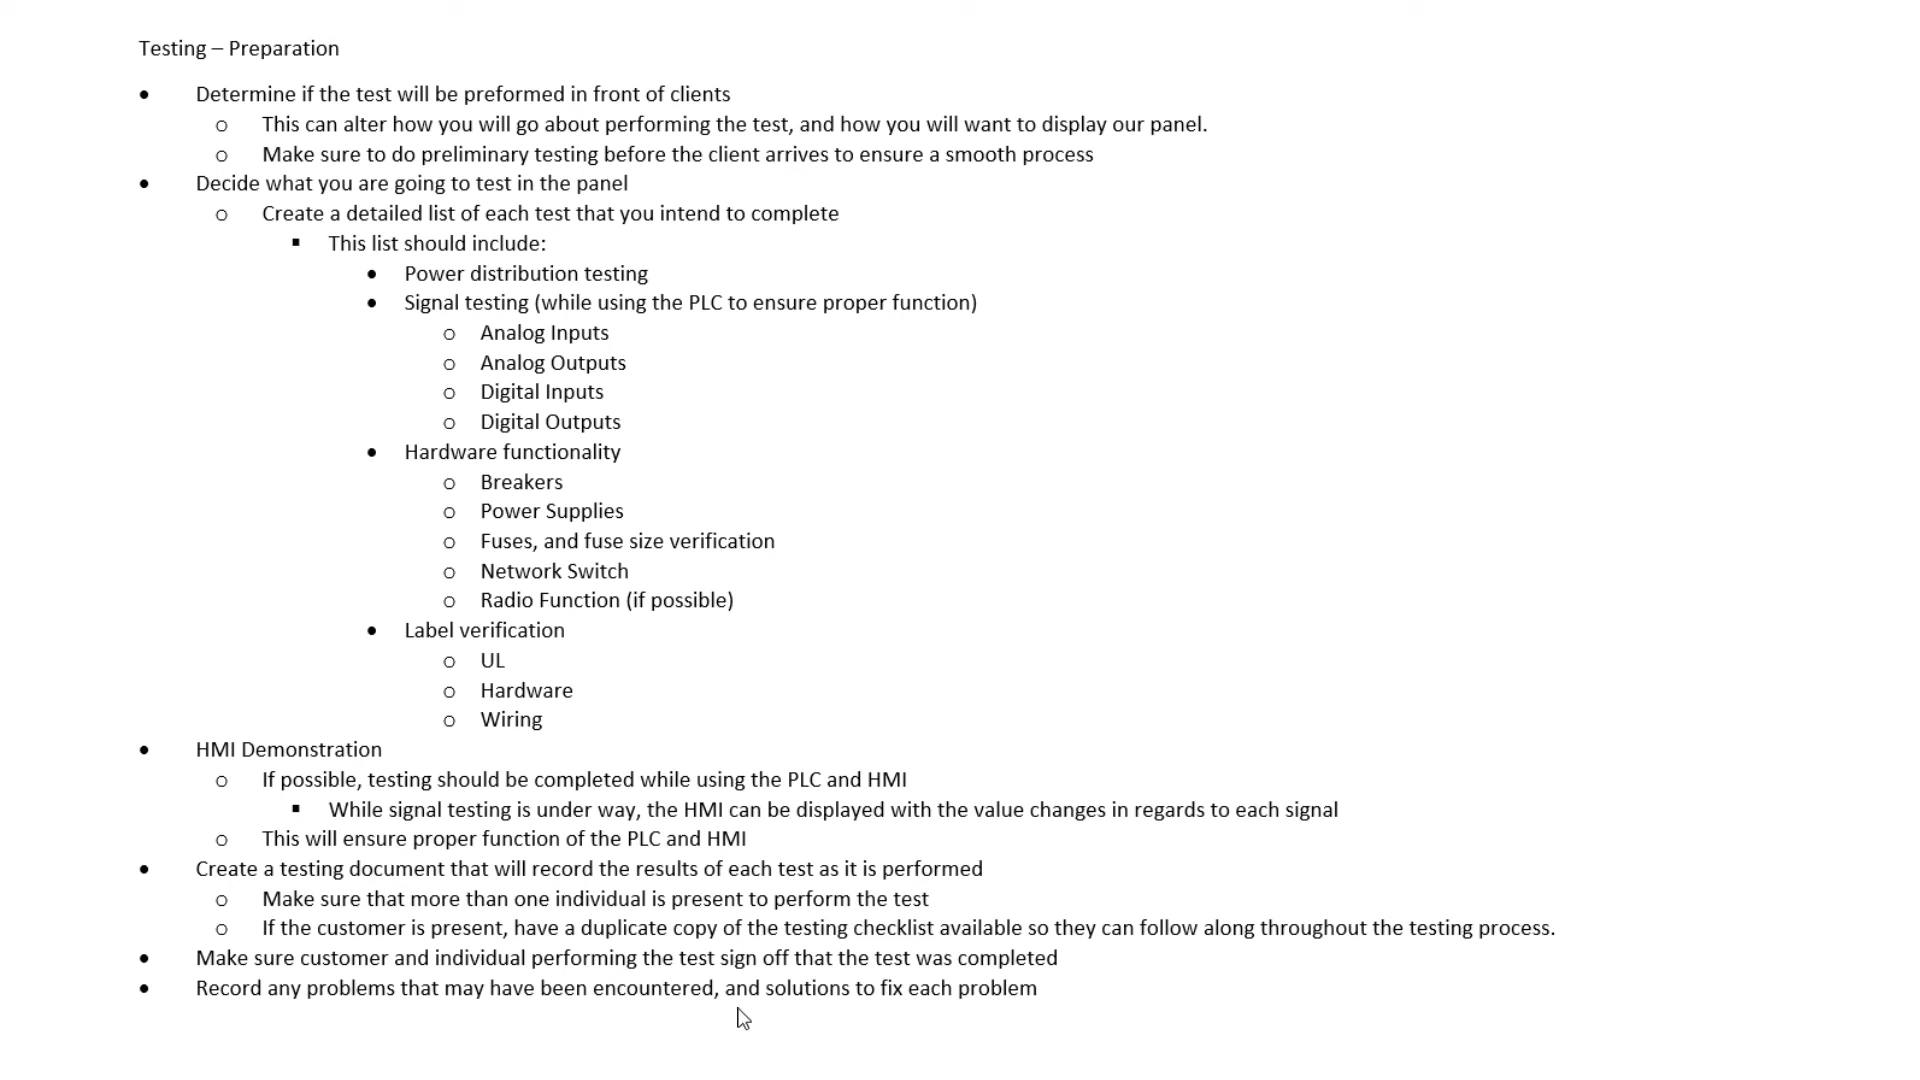 Testing – Preparation
• Determine if the test will be preformed in front of clients
o This can alter how you will go about performing the test, and how you will want to display our panel.
o Make sure to do preliminary testing before the client arrives to ensure a smooth process
• Decide what you are going to test in the panel
o Create a detailed list of each test that you intend to complete
▪ This list should include:
• Power distribution testing
• Signal testing (while using the PLC to ensure proper function)
o Analog Inputs
o Analog Outputs
o Digital Inputs
o Digital Outputs
• Hardware functionality
o Breakers
o Power Supplies
o Fuses, and fuse size verification
o Network Switch
o Radio Function (if possible)
• Label verification
o UL
o Hardware
o Wiring
• HMI Demonstration
o If possible, testing should be completed while using the PLC and HMI
▪ While signal testing is under way, the HMI can be displayed with the value changes in regards to each signal
o This will ensure proper function of the PLC and HMI
• Create a testing document that will record the results of each test as it is performed
o Make sure that more than one individual is present to perform the test
o If the customer is present, have a duplicate copy of the testing checklist available so they can follow along throughout the testing process.
• Make sure customer and individual performing the test sign off that the test was completed
• Record any problems that may have been encountered, and solutions to fix each problem